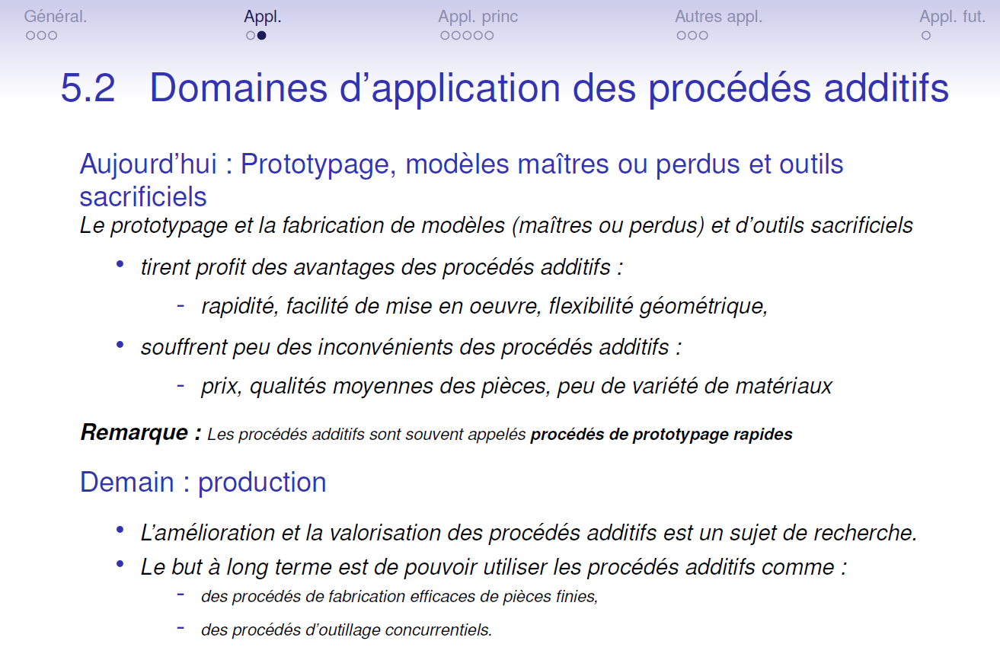 Général.
Appl.
Appl. princ
Autres appl.
Appl. fut.
5.2 Domaines d’application des procédés additifs
Aujourd’hui : Prototypage, modèles maîtres ou perdus et outils
sacrificiels
Le prototypage et la fabrication de modèles (maîtres ou perdus) et d’outils sacrificiels
• tirent profit des avantages des procédés additifs :
- rapidité, facilité de mise en oeuvre, flexibilité géométrique,
• souffrent peu des inconvénients des procédés additifs :
- prix, qualités moyennes des pièces, peu de variété de matériaux
Remarque : Les procédés additifs sont souvent appelés procédés de prototypage rapides
Demain : production
• L’amélioration et la valorisation des procédés additifs est un sujet de recherche.
• Le but à long terme est de pouvoir utiliser les procédés additifs comme :
- des procédés de fabrication efficaces de pièces finies,
- des procédés d’outillage concurrentiels.